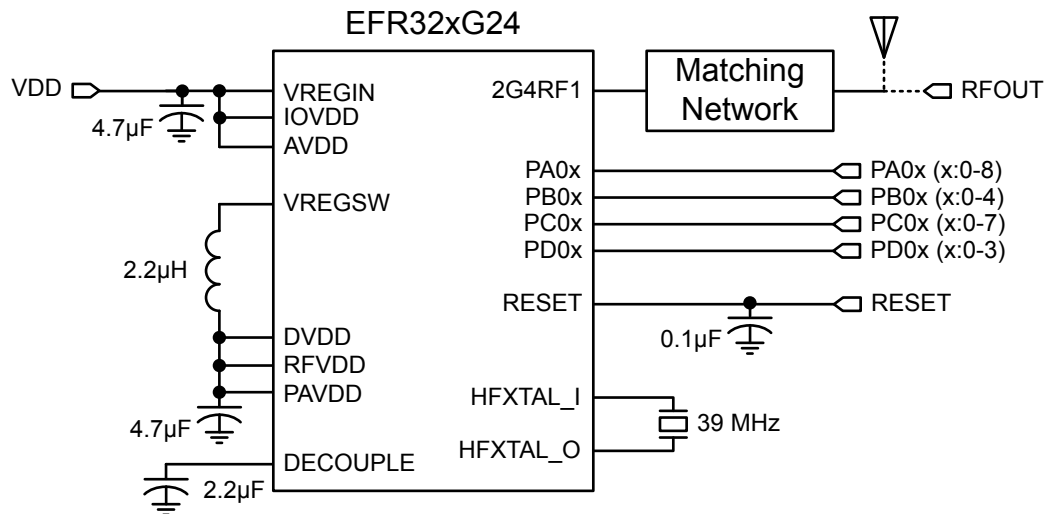 EFR32xG24
VDD
4.7µF
VREGIN
IOVDD
AVDD
VREGSW
2.2µH
DVDD
RFVDD
PAVDD
4.7µF
DECOUPLE
2.2µF
2G4RF1
Matching
Network
RFOUT
PA0x
PA0x (x:0-8)
PB0x
PB0x (x:0-4)
PC0x
PC0x (x:0-7)
PD0x
PD0x (x:0-3)
RESET
RESET
0.1µF
HFXTAL_I
39 MHz
HFXTAL_O